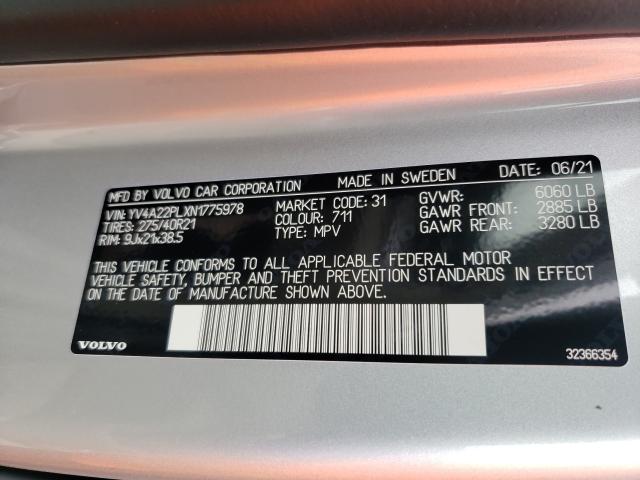 MFD BY VOLVO CAR CORPORATION MADE IN SWEDEN DATE: 06/21
VIN: YV4A22PLXN1775978 MARKET CODE: 31 GVWR: 6060 LB
TIRES: 275/40R21 COLOUR: 711 GAWR FRONT: 2885 LB
RIM: 9Jx21x38.5 TYPE: MPV GAWR REAR: 3280 LB
THIS VEHICLE CONFORMS TO ALL APPLICABLE FEDERAL MOTOR
VEHICLE SAFETY, BUMPER AND THEFT PREVENTION STANDARDS IN EFFECT
ON THE DATE OF MANUFACTURE SHOWN ABOVE.
VOLVO 32366354